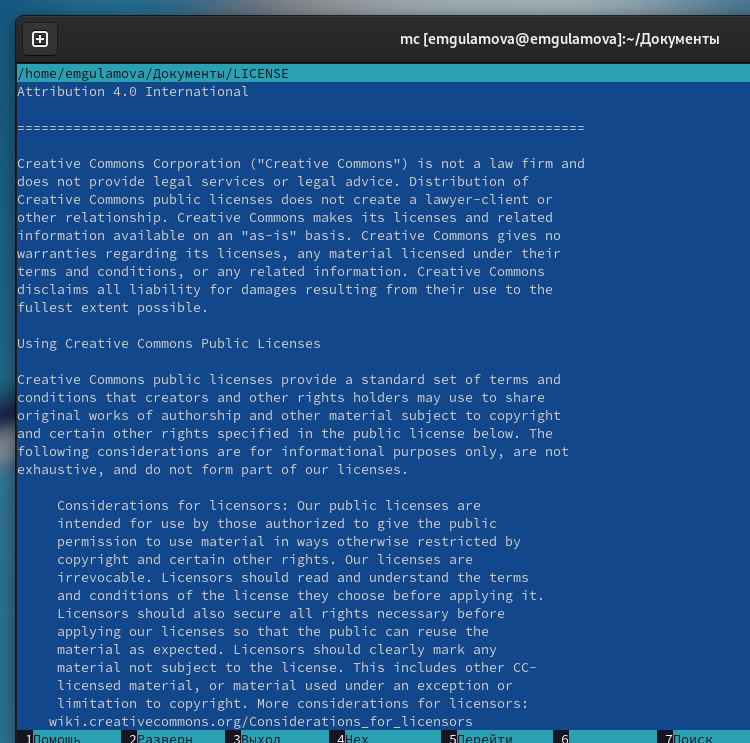 mc [emgulamova@emgulamova]:~/Документы
/home/emgulamova/Документы/LICENSE
Attribution 4.0 International
=======================================================================
Creative Commons Corporation ("Creative Commons") is not a law firm and
does not provide legal services or legal advice. Distribution of
Creative Commons public licenses does not create a lawyer-client or
other relationship. Creative Commons makes its licenses and related
information available on an "as-is" basis. Creative Commons gives no
warranties regarding its licenses, any material licensed under their
terms and conditions, or any related information. Creative Commons
disclaims all liability for damages resulting from their use to the
fullest extent possible.
Using Creative Commons Public Licenses
Creative Commons public licenses provide a standard set of terms and
conditions that creators and other rights holders may use to share
original works of authorship and other material subject to copyright
and certain other rights specified in the public license below. The
following considerations are for informational purposes only, are not
exhaustive, and do not form part of our licenses.
Considerations for licensors: Our public licenses are
intended for use by those authorized to give the public
permission to use material in ways otherwise restricted by
copyright and certain other rights. Our licenses are
irrevocable. Licensors should read and understand the terms
and conditions of the license they choose before applying it.
Licensors should also secure all rights necessary before
applying our licenses so that the public can reuse the
material as expected. Licensors should clearly mark any
material not subject to the license. This includes other CC-
licensed material, or material used under an exception or
limitation to copyright. More considerations for licensors:
wiki.creativecommons.org/Considerations_for_licensors
1Помощь 2Разверн 3Выход 4Hex 5Перейти 6 7Поиск